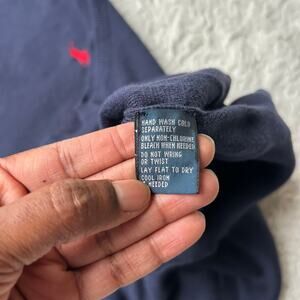 HAND WASH COLD
SEPARATELY
ONLY NON-CHLORINE
BLEACH WHEN NEEDED
DO NOT WRING
OR TWIST
LAY FLAT TO DRY
COOL IRON
NEEDED